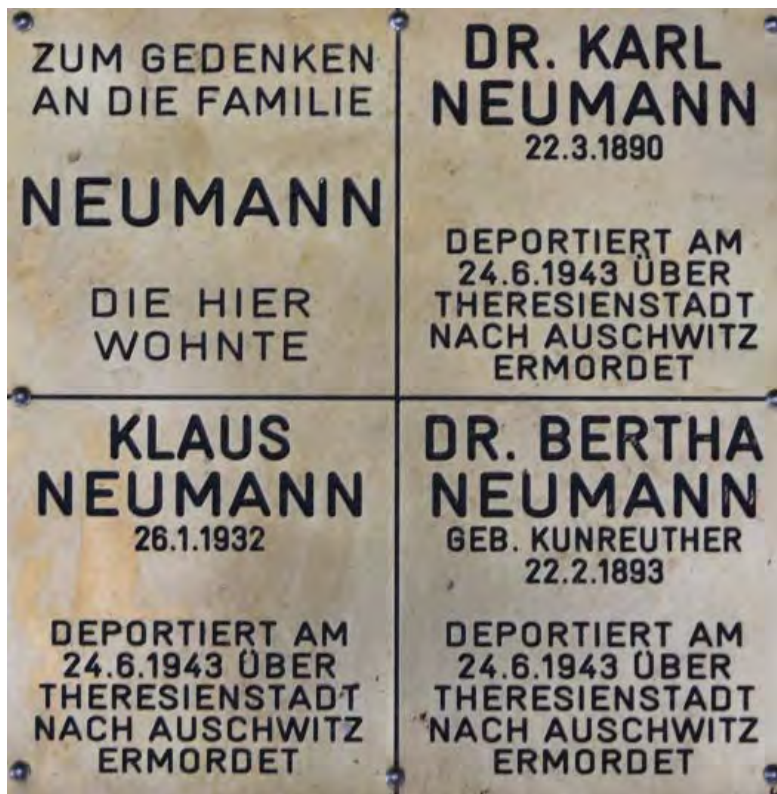 ZUM GEDENKEN
AN DIE FAMILIE
NEUMANN
DIE HIER
WOHNTE
DR. KARL
NEUMANN
22.3.1890
DEPORTIERT AM
24.6.1943 ÜBER
THERESIENSTADT
NACH AUSCHWITZ
ERMORDET
KLAUS
NEUMANN
26.1.1932
DEPORTIERT AM
24.6.1943 ÜBER
THERESIENSTADT
NACH AUSCHWITZ
ERMORDET
DR. BERTHA
NEUMANN
GEB. KUNREUTHER
22.2.1893
DEPORTIERT AM
24.6.1943 ÜBER
THERESIENSTADT
NACH AUSCHWITZ
ERMORDET